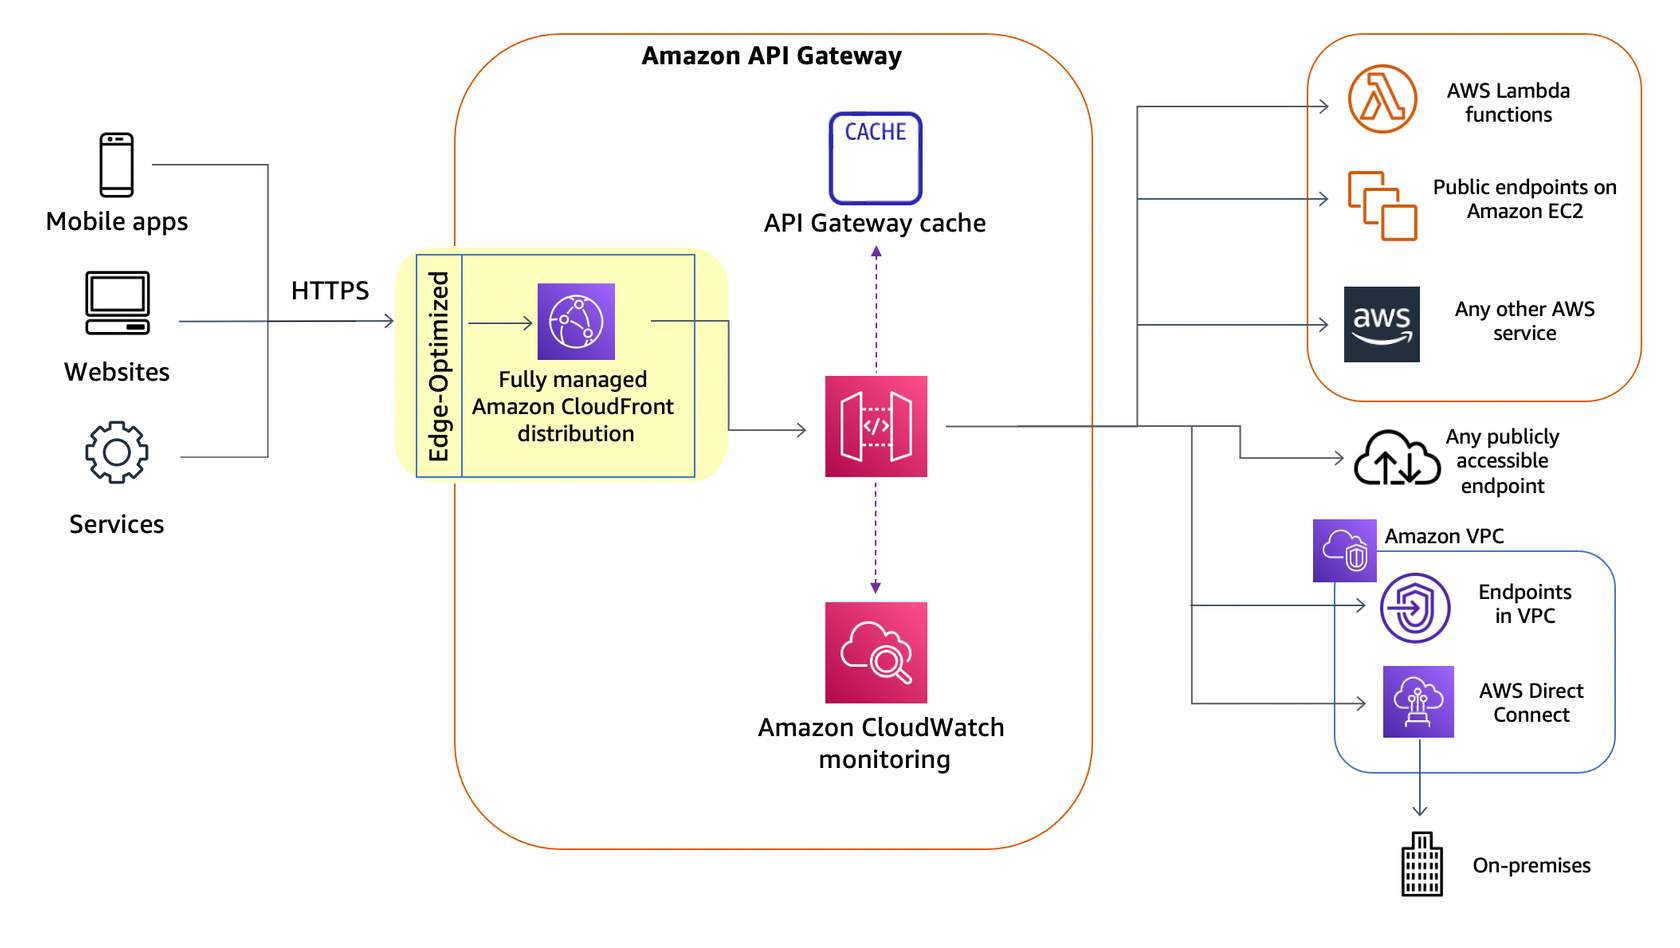 Amazon API Gateway
CACHE
API Gateway cache
Mobile apps
Websites
Services
HTTPS
Edge-Optimized
Fully managed
Amazon CloudFront
distribution
</>
Amazon CloudWatch
monitoring
AWS Lambda
functions
Public endpoints on
Amazon EC2
aws
Any other AWS
service
Any publicly
accessible
endpoint
Amazon VPC
Endpoints
in VPC
AWS Direct
Connect
On-premises